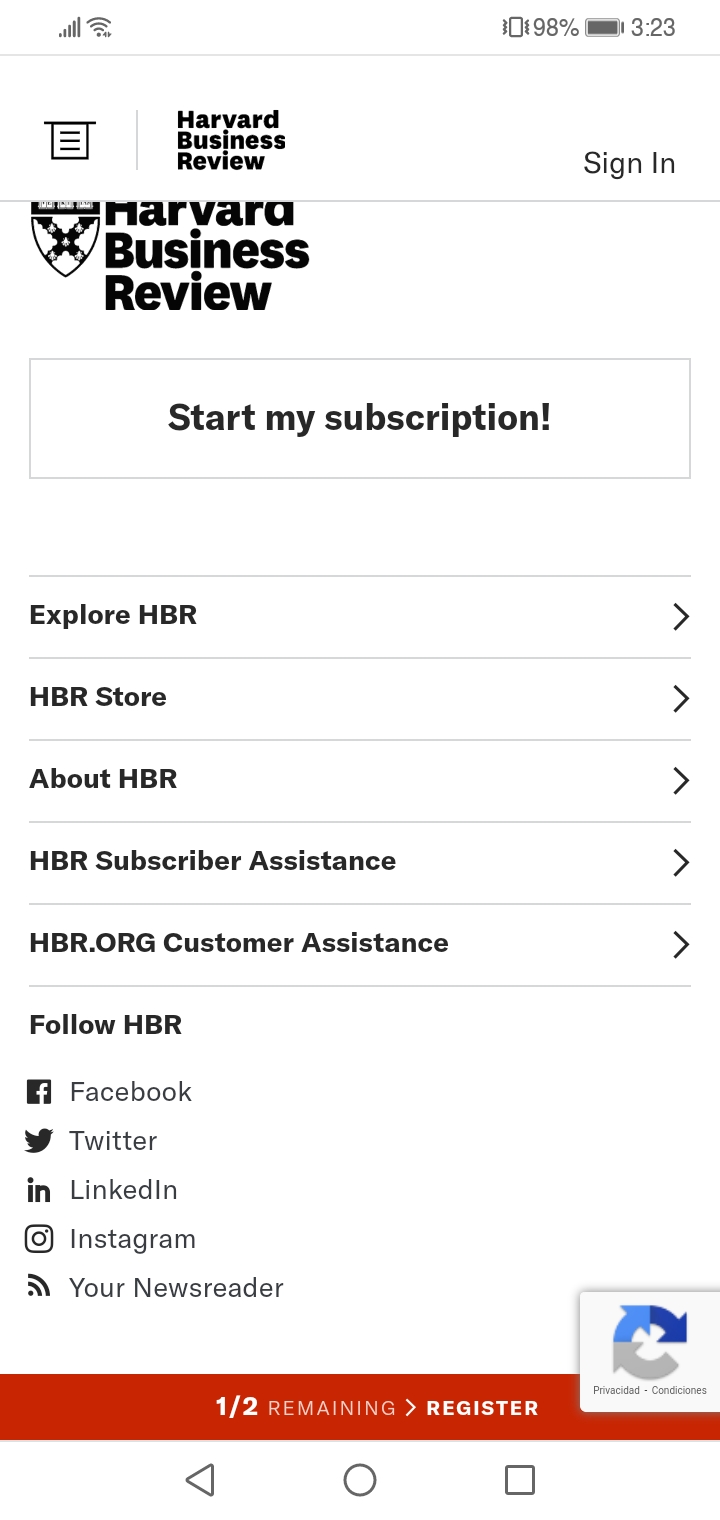 98% 3:23
Harvard
Business
Review
Sign In
Harvard
Business
Review
Start my subscription!
Explore HBR
HBR Store
About HBR
HBR Subscriber Assistance
HBR.ORG Customer Assistance
Follow HBR
Facebook
Twitter
LinkedIn
Instagram
Your Newsreader
Privacidad - Condiciones
1/2 REMAINING > REGISTER